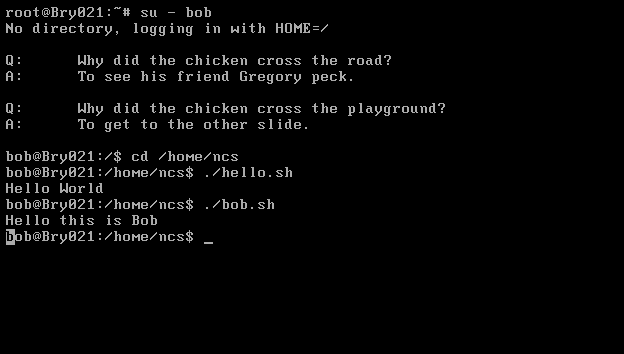 root@Bry021:~# su - bob
No directory, logging in with HOME=/
Q:       Why did the chicken cross the road?
A:       To see his friend Gregory peck.
Q:       Why did the chicken cross the playground?
A:       To get to the other slide.
bob@Bry021:/$ cd /home/ncs
bob@Bry021:/home/ncs$ ./hello.sh
Hello World
bob@Bry021:/home/ncs$ ./bob.sh
Hello this is Bob
bob@Bry021:/home/ncs$ _